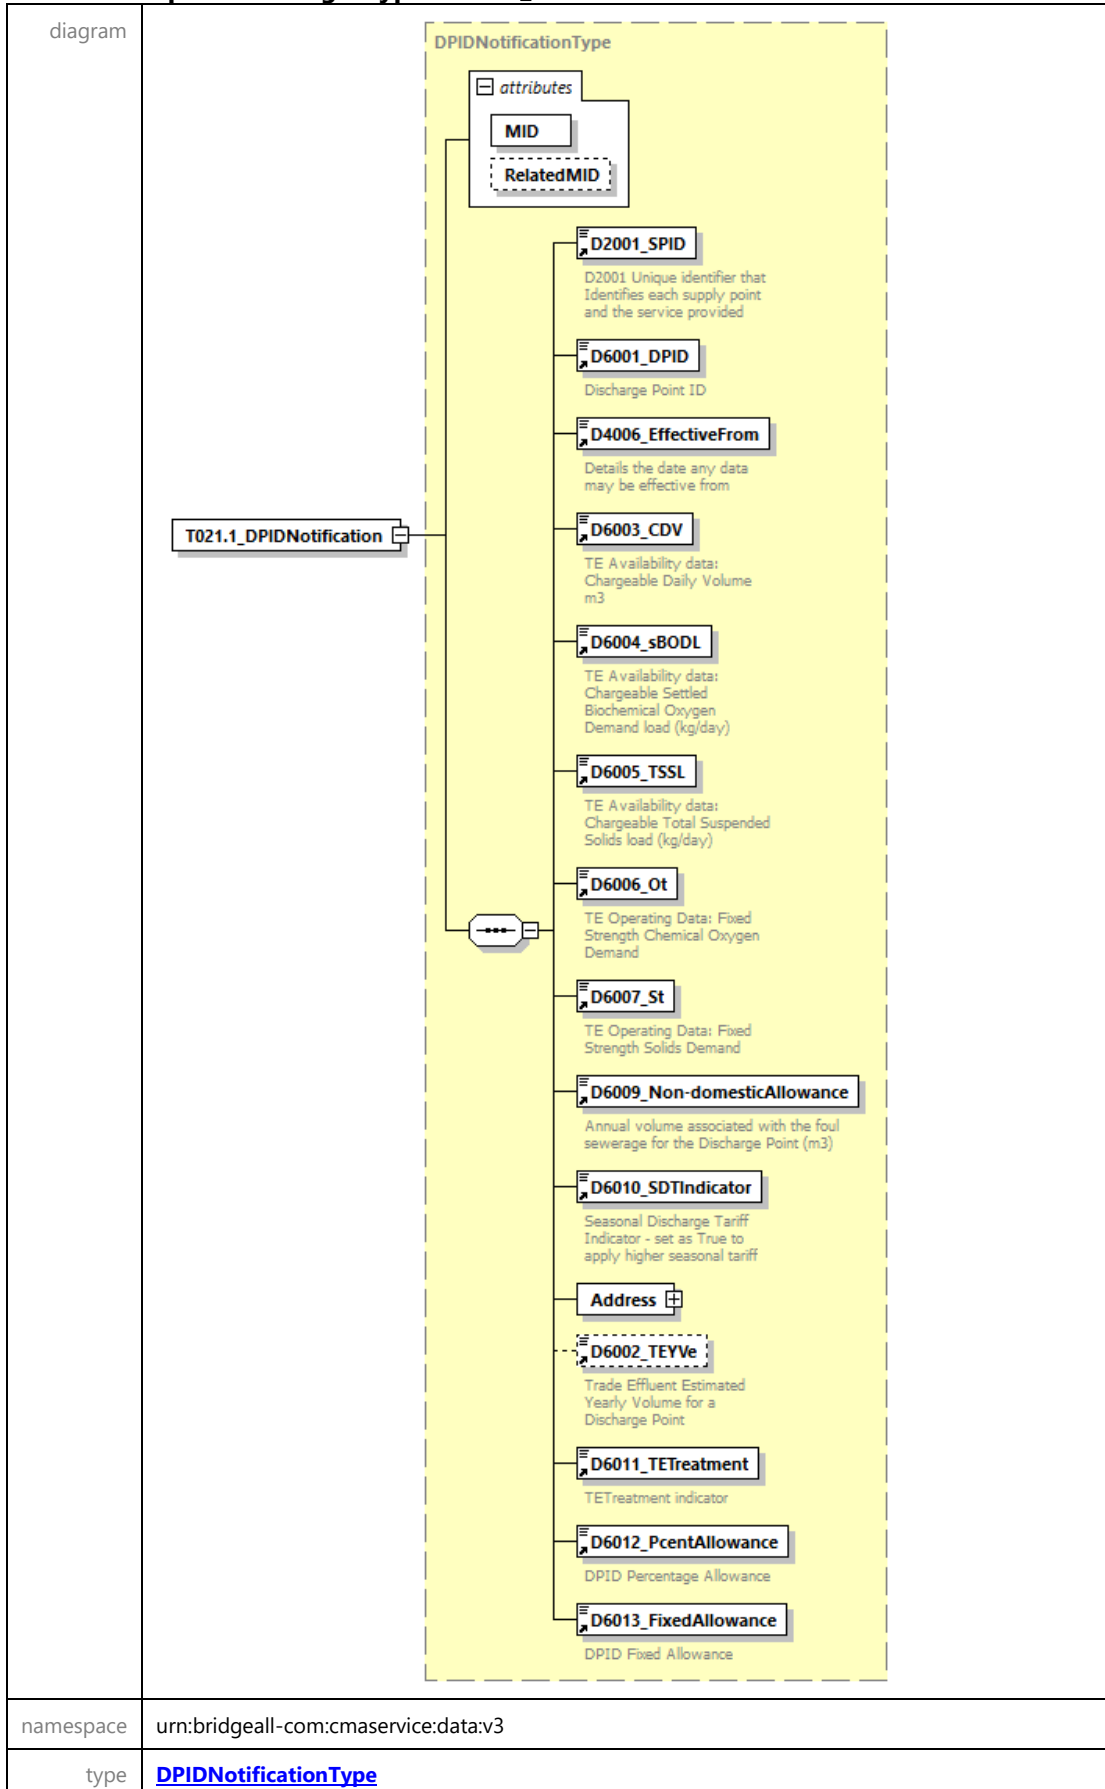 diagram
DPIDNotificationType
attributes
MID
RelatedMID
D2001_SPID
D2001 Unique identifier that
Identifies each supply point
and the service provided
D6001_DPID
Discharge Point ID
D4006_EffectiveFrom
Details the date any data
may be effective from
D6003_CDV
TE Availability data:
Chargeable Daily Volume
m3
T021.1_DPIDNotification
D6004_sBODL
TE Availability data:
Chargeable Settled
Biochemical Oxygen
Demand load (kg/day)
D6005_TSSL
TE Availability data:
Chargeable Total Suspended
Solids load (kg/day)
D6006_Ot
TE Operating Data: Fixed
Strength Chemical Oxygen
Demand
D6007_St
TE Operating Data: Fixed
Strength Solids Demand
D6009_Non-domesticAllowance
Annual volume associated with the foul
sewerage for the Discharge Point (m3)
D6010_SDTIndicator
Seasonal Discharge Tariff
Indicator - set as True to
apply higher seasonal tariff
Address
D6002_TEYVe
Trade Effluent Estimated
Yearly Volume for a
Discharge Point
D6011_TETreatment
TETreatment indicator
D6012_PcentAllowance
DPID Percentage Allowance
D6013_FixedAllowance
DPID Fixed Allowance
namespace
urn:bridgeall-com:cmaservice:data:v3
type
DPIDNotificationType